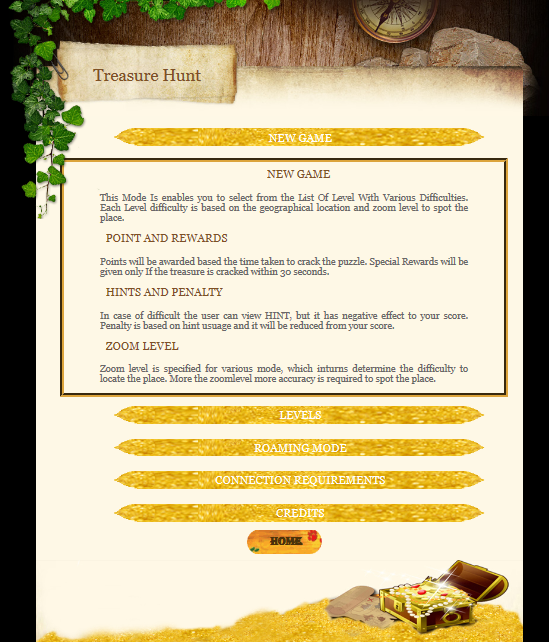 Treasure Hunt
NEW GAME
NEW GAME
This Mode Is enables you to select from the List Of Level With Various Difficulties.
Each Level difficulty is based on the geographical location and zoom level to spot the
place.
POINT AND REWARDS
Points will be awarded based the time taken to crack the puzzle. Special Rewards will be
given only If the treasure is cracked within 30 seconds.
HINTS AND PENALTY
In case of difficult the user can view HINT, but it has negative effect to your score.
Penalty is based on hint usuage and it will be reduced from your score.
ZOOM LEVEL
Zoom level is specified for various mode, which inturns determine the difficulty to
locate the place. More the zoomlevel more accuracy is required to spot the place.
LEVELS
ROAMING MODE
CONNECTION REQUIREMENTS
CREDITS
HOME